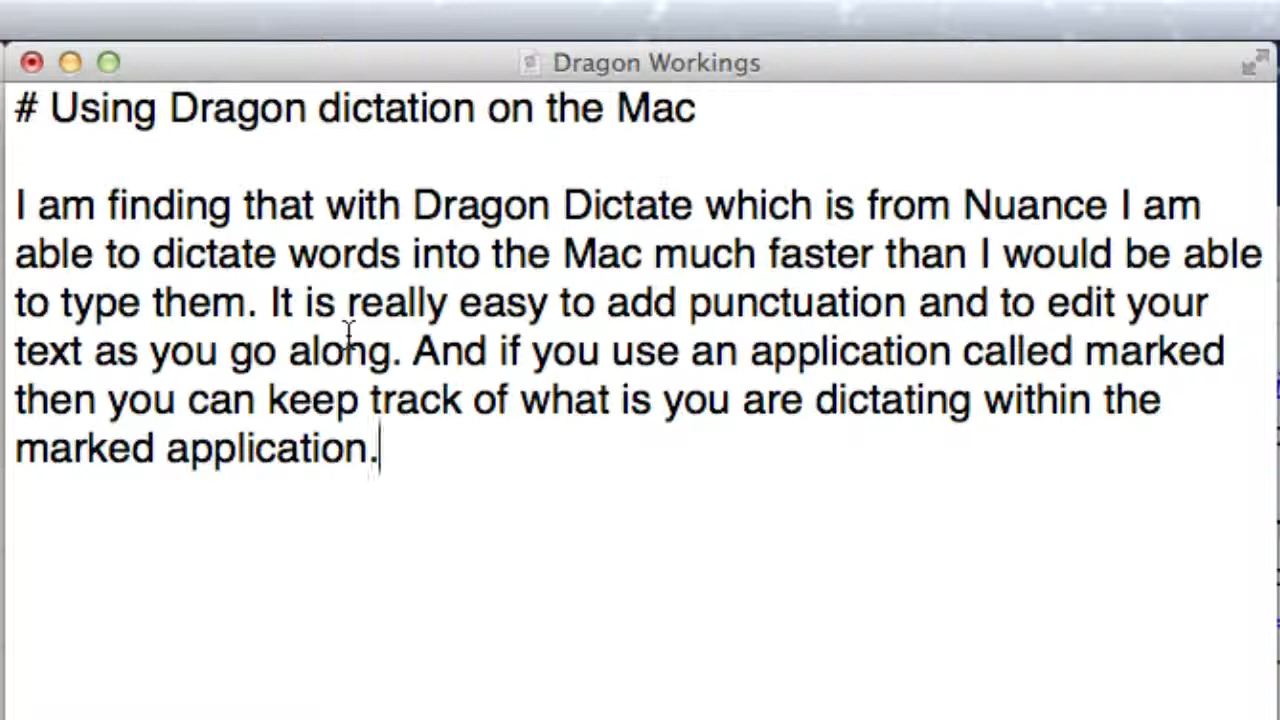 Dragon Workings
# Using Dragon dictation on the Mac
I am finding that with Dragon Dictate which is from Nuance I am
able to dictate words into the Mac much faster than I would be able
to type them. It is really easy to add punctuation and to edit your
text as you go along. And if you use an application called marked
then you can keep track of what is you are dictating within the
marked application.